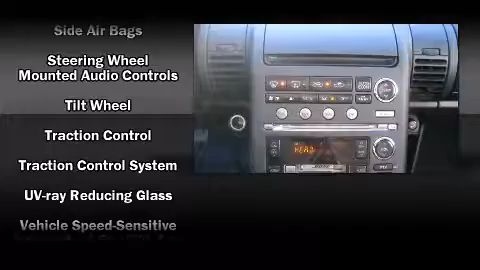 Side Air Bags
Steering Wheel
Mounted Audio Controls
Tilt Wheel
Traction Control
Traction Control System
UV-ray Reducing Glass
Vehicle Speed-Sensitive